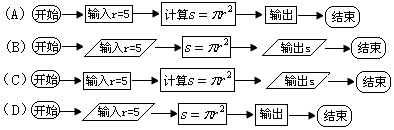 (A) 开始 输入r=5 计算s=πr² 输出 结束
(B) 开始 输入r=5 s=πr² 输出s 结束
(C) 开始 输入r=5 计算s=πr² 输出s 结束
(D) 开始 输入r=5 s=πr² 输出 结束